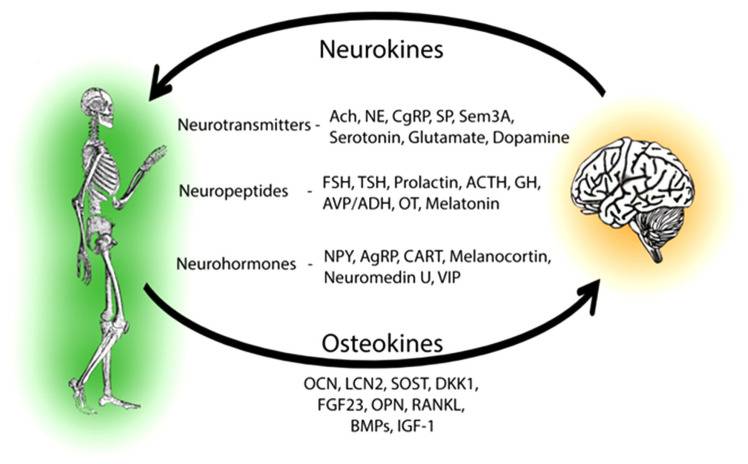 Neurokines
Neurotransmitters - Ach, NE, CgRP, SP, Sem3A,
Serotonin, Glutamate, Dopamine
Neuropeptides - FSH, TSH, Prolactin, ACTH, GH,
AVP/ADH, OT, Melatonin
Neurohormones - NPY, AgRP, CART, Melanocortin,
Neuromedin U, VIP
Osteokines
OCN, LCN2, SOST, DKK1,
FGF23, OPN, RANKL,
BMPs, IGF-1